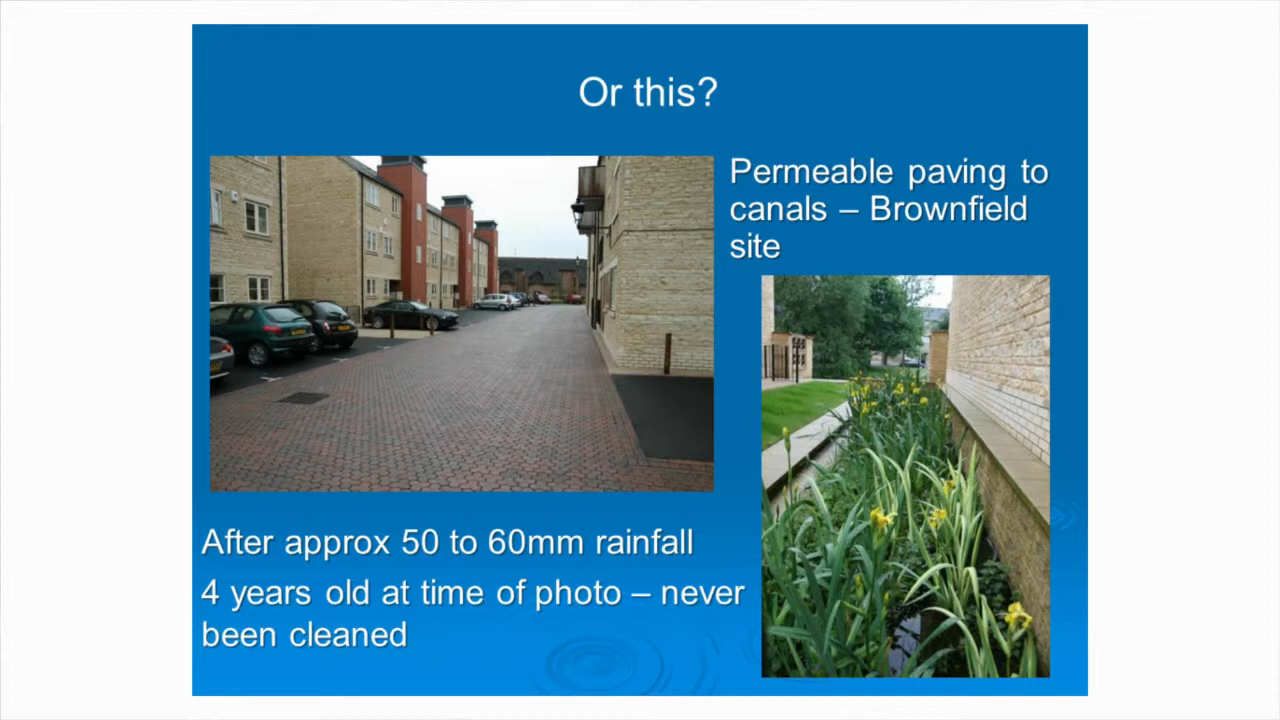 Or this?
Permeable paving to
canals – Brownfield
site
After approx 50 to 60mm rainfall
4 years old at time of photo – never
been cleaned